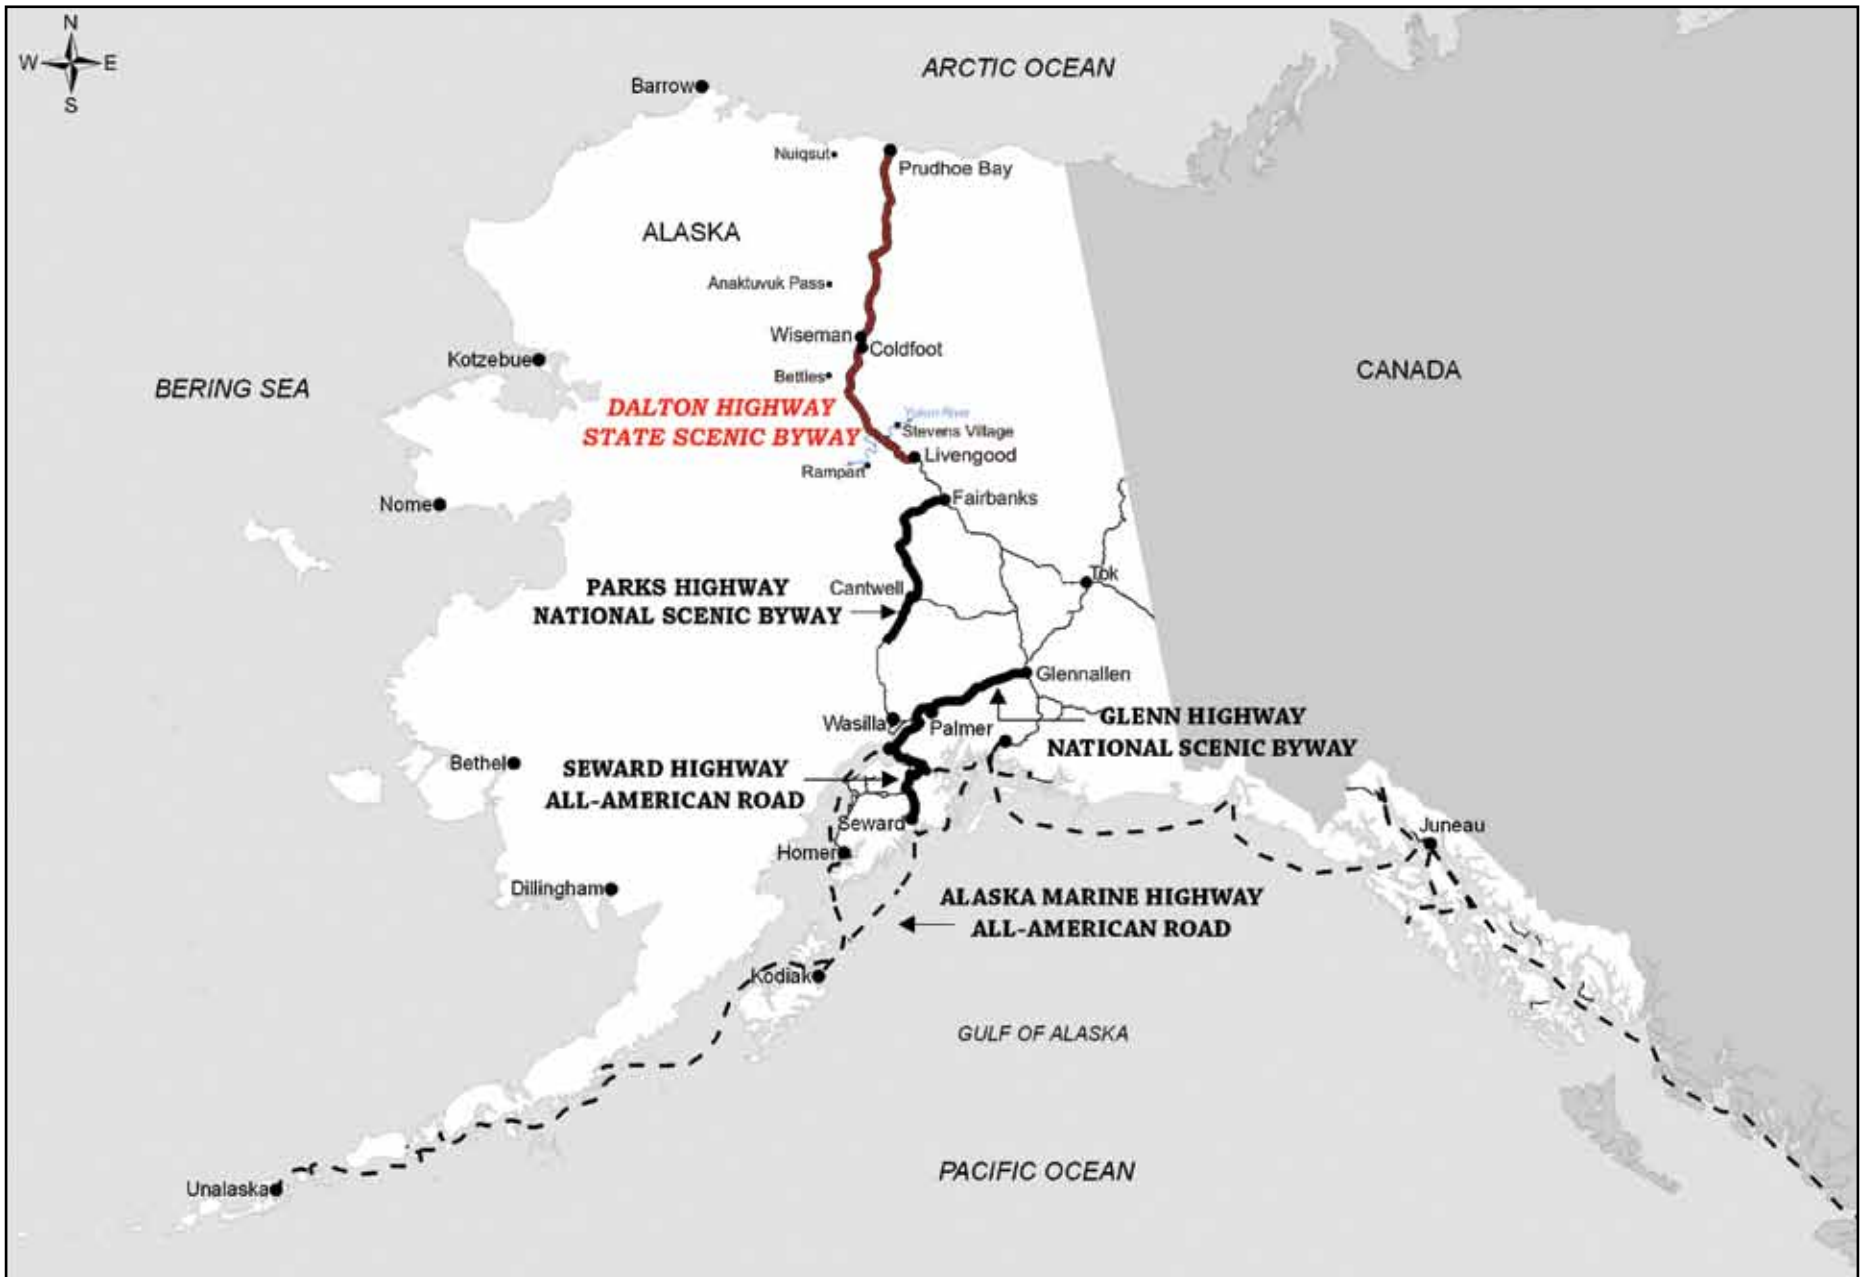 N
W E
S
ARCTIC OCEAN
Barrow
Nuiqsut
Prudhoe Bay
ALASKA
Anaktuvuk Pass
Wiseman
Coldfoot
Kotzebue
CANADA
BERING SEA
Bettles
DALTON HIGHWAY
STATE SCENIC BYWAY
Yukon River
Stevens Village
Livengood
Rampart
Fairbanks
Nome
Tok
PARKS HIGHWAY
NATIONAL SCENIC BYWAY
Cantwell
Glennallen
Wasilla
Palmer
GLENN HIGHWAY
NATIONAL SCENIC BYWAY
Bethel
SEWARD HIGHWAY
ALL-AMERICAN ROAD
Seward
Juneau
Homer
Dillingham
ALASKA MARINE HIGHWAY
ALL-AMERICAN ROAD
Kodiak
GULF OF ALASKA
PACIFIC OCEAN
Unalaska